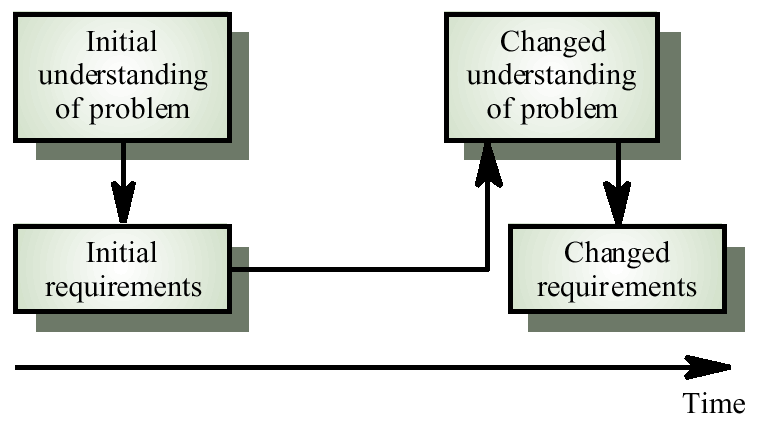 Initial
understanding
of problem
Changed
understanding
of problem
Initial
requirements
Changed
requirements
Time